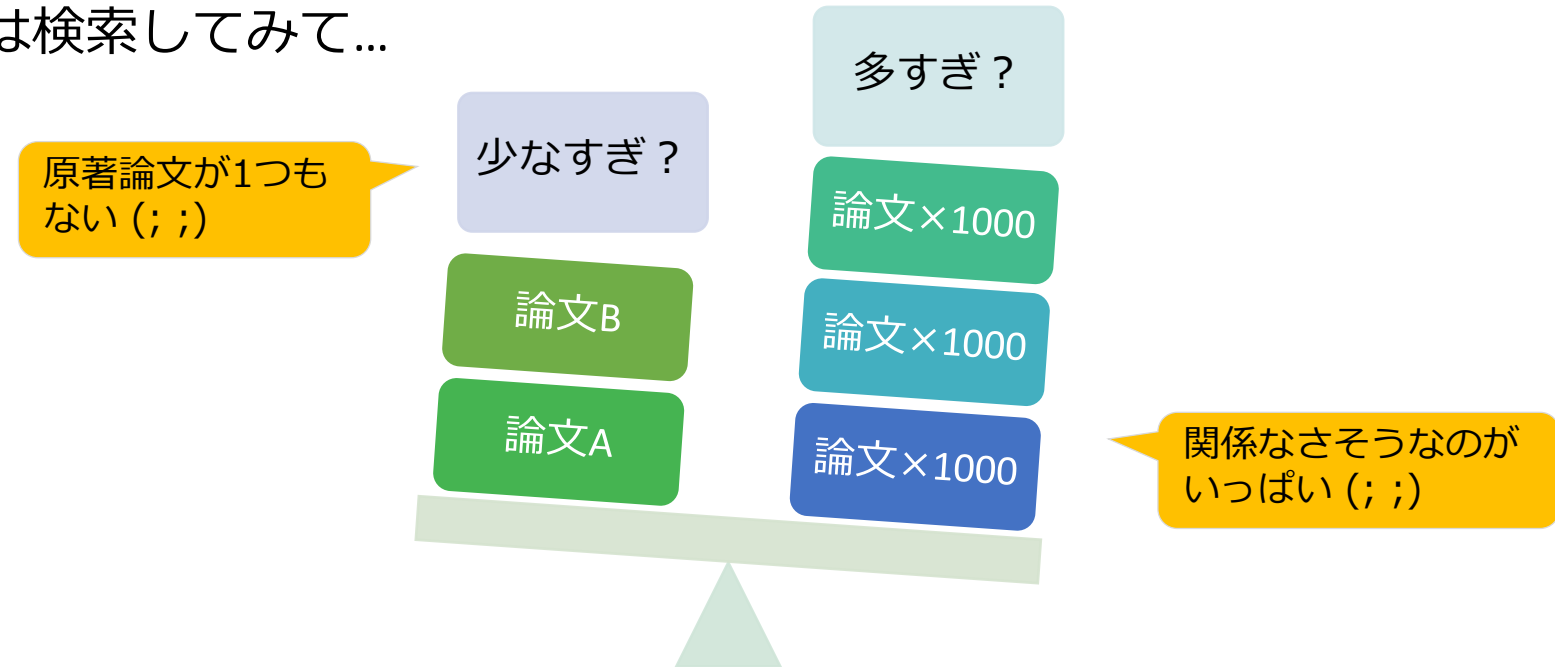 は検索してみて…
多すぎ？
少なすぎ？
原著論文が1つも
ない (; ;)
論文×1000
論文B
論文×1000
論文A
論文×1000
関係なさそうなのが
いっぱい (; ;)